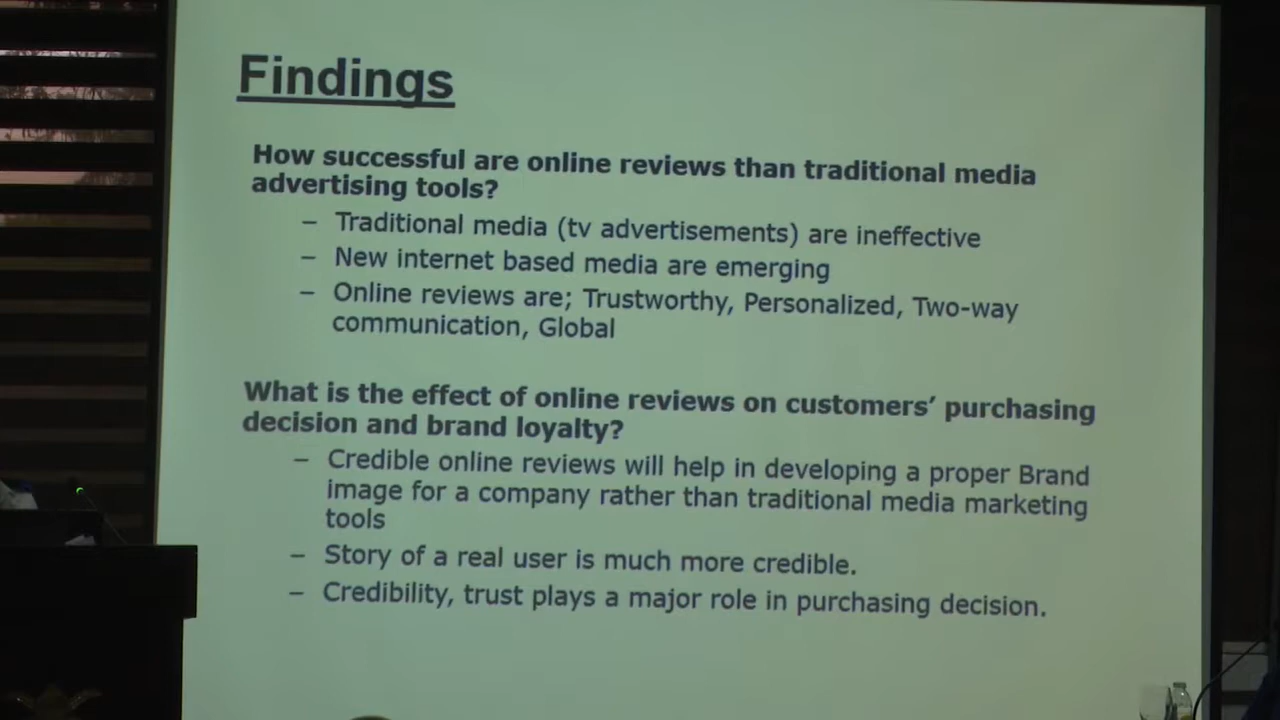 Findings
How successful are online reviews than traditional media
advertising tools?
– Traditional media (tv advertisements) are ineffective
– New internet based media are emerging
– Online reviews are; Trustworthy, Personalized, Two-way
communication, Global
What is the effect of online reviews on customers’ purchasing
decision and brand loyalty?
– Credible online reviews will help in developing a proper Brand
image for a company rather than traditional media marketing
tools
– Story of a real user is much more credible.
– Credibility, trust plays a major role in purchasing decision.